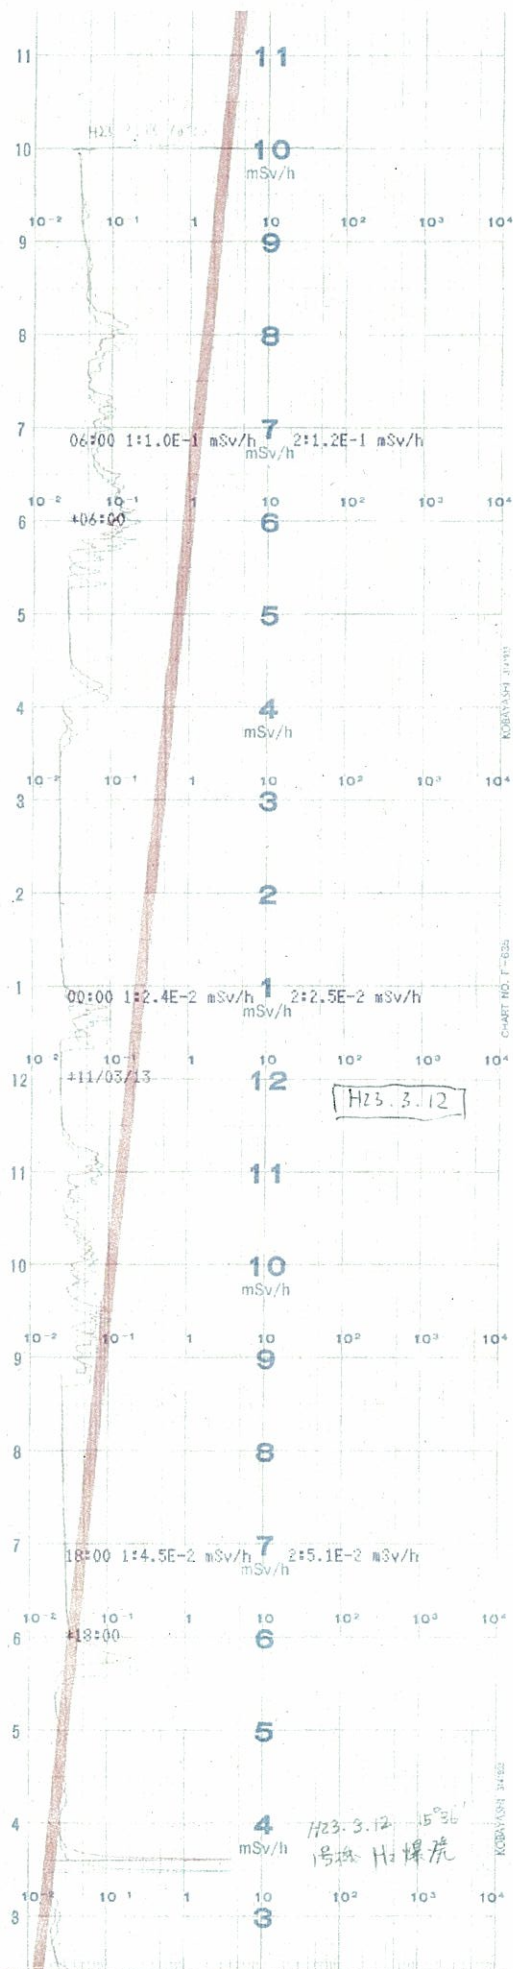 11 11
10 10
mSv/h
10⁻² 10⁻¹ 1 10 10² 10³ 10⁴
9 9
8 8
7 7
06:00 1:1.0E-1 mSv/h 2:1.2E-1 mSv/h
mSv/h
10⁻² 10⁻¹ 1 10 10² 10³ 10⁴
+06:00
6 6
5 5
4 4
mSv/h
10⁻² 10⁻¹ 1 10 10² 10³ 10⁴
3 3
2 2
1 1
00:00 1:2.4E-2 mSv/h 2:2.5E-2 mSv/h
mSv/h
CHART NO. F-635
10⁻² 10⁻¹ 1 10 10² 10³ 10⁴
+11/03/13
12 12
H23.3.12
11 11
10 10
mSv/h
10⁻² 10⁻¹ 1 10 10² 10³ 10⁴
9 9
8 8
7 7
18:00 1:4.5E-2 mSv/h 2:5.1E-2 mSv/h
mSv/h
10⁻² 10⁻¹ 1 10 10² 10³ 10⁴
+18:00
6 6
5 5
4 4
mSv/h
H23.3.12 15°36'
1号機 H₂爆発
KOBAYASHI
10⁻² 10⁻¹ 1 10 10² 10³ 10⁴
3 3